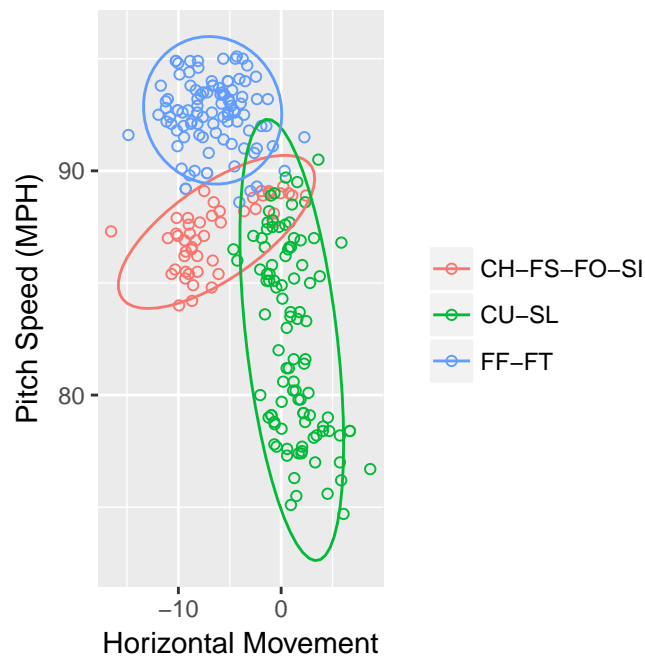 Pitch Speed (MPH)
90
80
−10
0
Horizontal Movement
CH−FS−FO−SI
CU−SL
FF−FT